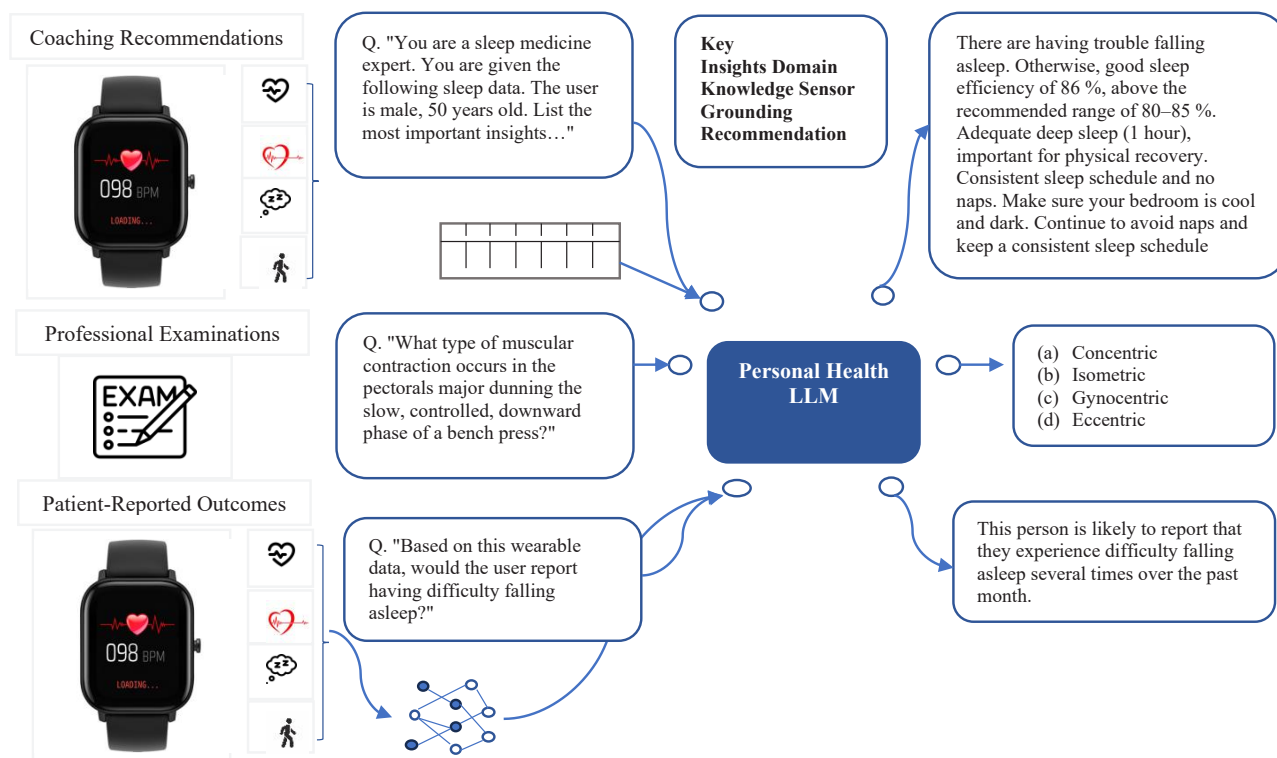 Coaching Recommendations
098 BPM
LOADING...
Q. "You are a sleep medicine
expert. You are given the
following sleep data. The user
is male, 50 years old. List the
most important insights…"
Key
Insights Domain
Knowledge Sensor
Grounding
Recommendation
There are having trouble falling
asleep. Otherwise, good sleep
efficiency of 86 %, above the
recommended range of 80–85 %.
Adequate deep sleep (1 hour),
important for physical recovery.
Consistent sleep schedule and no
naps. Make sure your bedroom is cool
and dark. Continue to avoid naps and
keep a consistent sleep schedule
Professional Examinations
EXAM
Q. "What type of muscular
contraction occurs in the
pectorals major dunning the
slow, controlled, downward
phase of a bench press?"
Personal Health
LLM
(a) Concentric
(b) Isometric
(c) Gynocentric
(d) Eccentric
Patient-Reported Outcomes
098 BPM
LOADING...
Q. "Based on this wearable
data, would the user report
having difficulty falling
asleep?"
This person is likely to report that
they experience difficulty falling
asleep several times over the past
month.